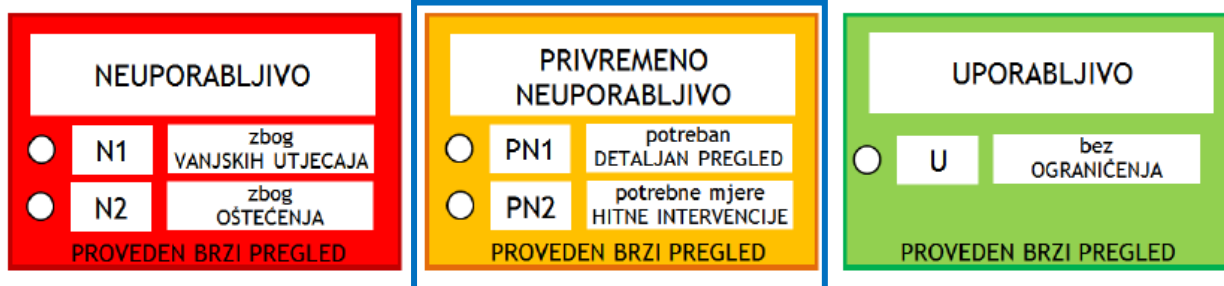 NEUPORABLJIVO
N1
zbog
VANJSKIH UTJECAJA
N2
zbog
OŠTEĆENJA
PROVEDEN BRZI PREGLED
PRIVREMENO
NEUPORABLJIVO
PN1
potreban
DETALJAN PREGLED
PN2
potrebne mjere
HITNE INTERVENCIJE
PROVEDEN BRZI PREGLED
UPORABLJIVO
U
bez
OGRANIČENJA
PROVEDEN BRZI PREGLED